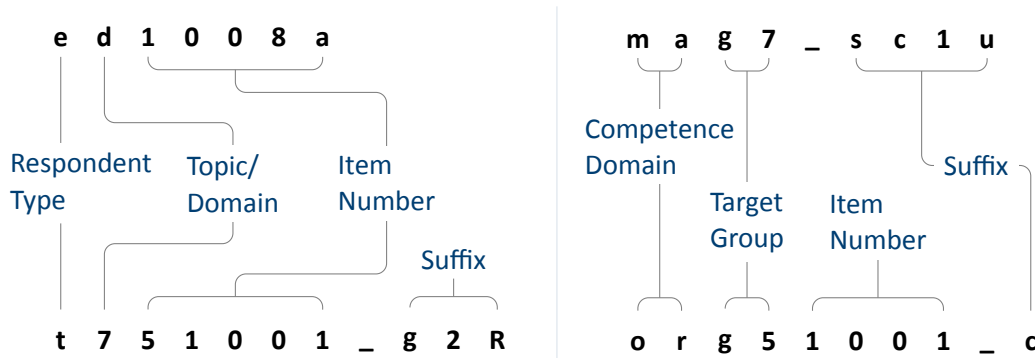 e d 1 0 0 8 a
Respondent
Type
Topic/
Domain
Item
Number
Suffix
t 7 5 1 0 0 1 _ g 2 R
m a g 7 _ s c 1 u
Competence
Domain
Suffix
Target
Group
Item
Number
o r g 5 1 0 0 1 _